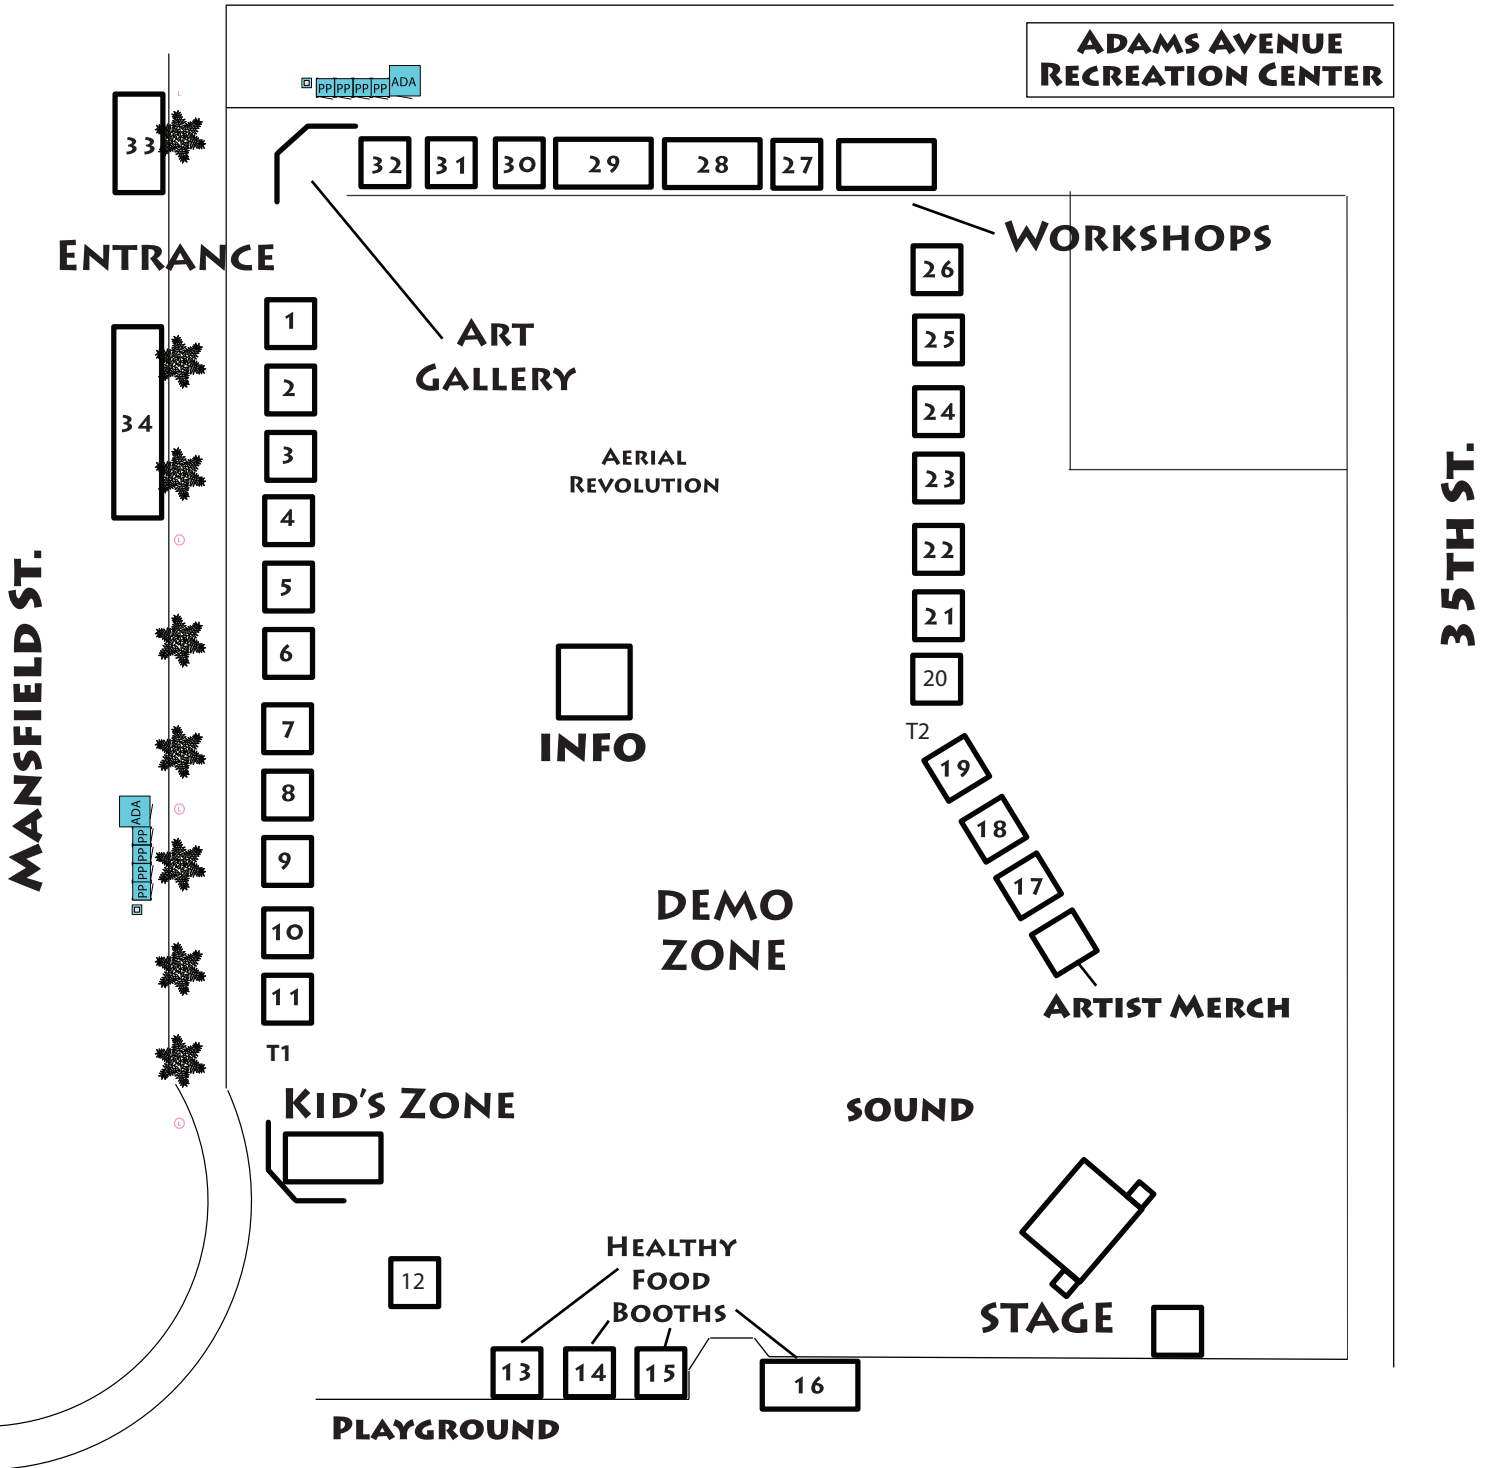 ADAMS AVENUE
RECREATION CENTER
PP PP PP PP ADA
33
32 31 30 29 28 27
ENTRANCE
WORKSHOPS
26
1
ART
GALLERY
25
2
34
24
3
AERIAL
REVOLUTION
23
4
22
5
21
6
20
MANSFIELD ST.
35TH ST.
INFO
7
T2
19
8
ADA
PP PP PP PP
18
9
17
DEMO
ZONE
10
11
ARTIST MERCH
T1
KID'S ZONE
SOUND
HEALTHY
FOOD
BOOTHS
12
STAGE
13 14 15 16
PLAYGROUND
L
L
L